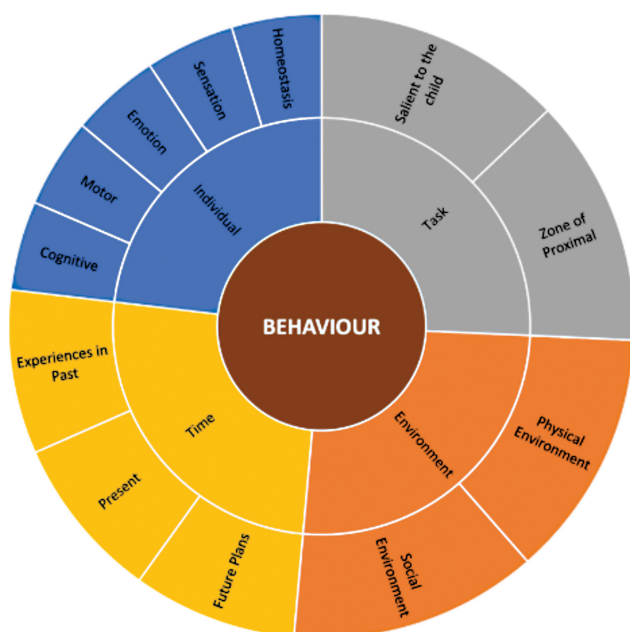 BEHAVIOUR
Task
Salient to the
child
Zone of
Proximal
Environment
Physical
Environment
Social
Environment
Time
Future Plans
Present
Experiences in
Past
Individual
Cognitive
Motor
Emotion
Sensation
Homeostasis